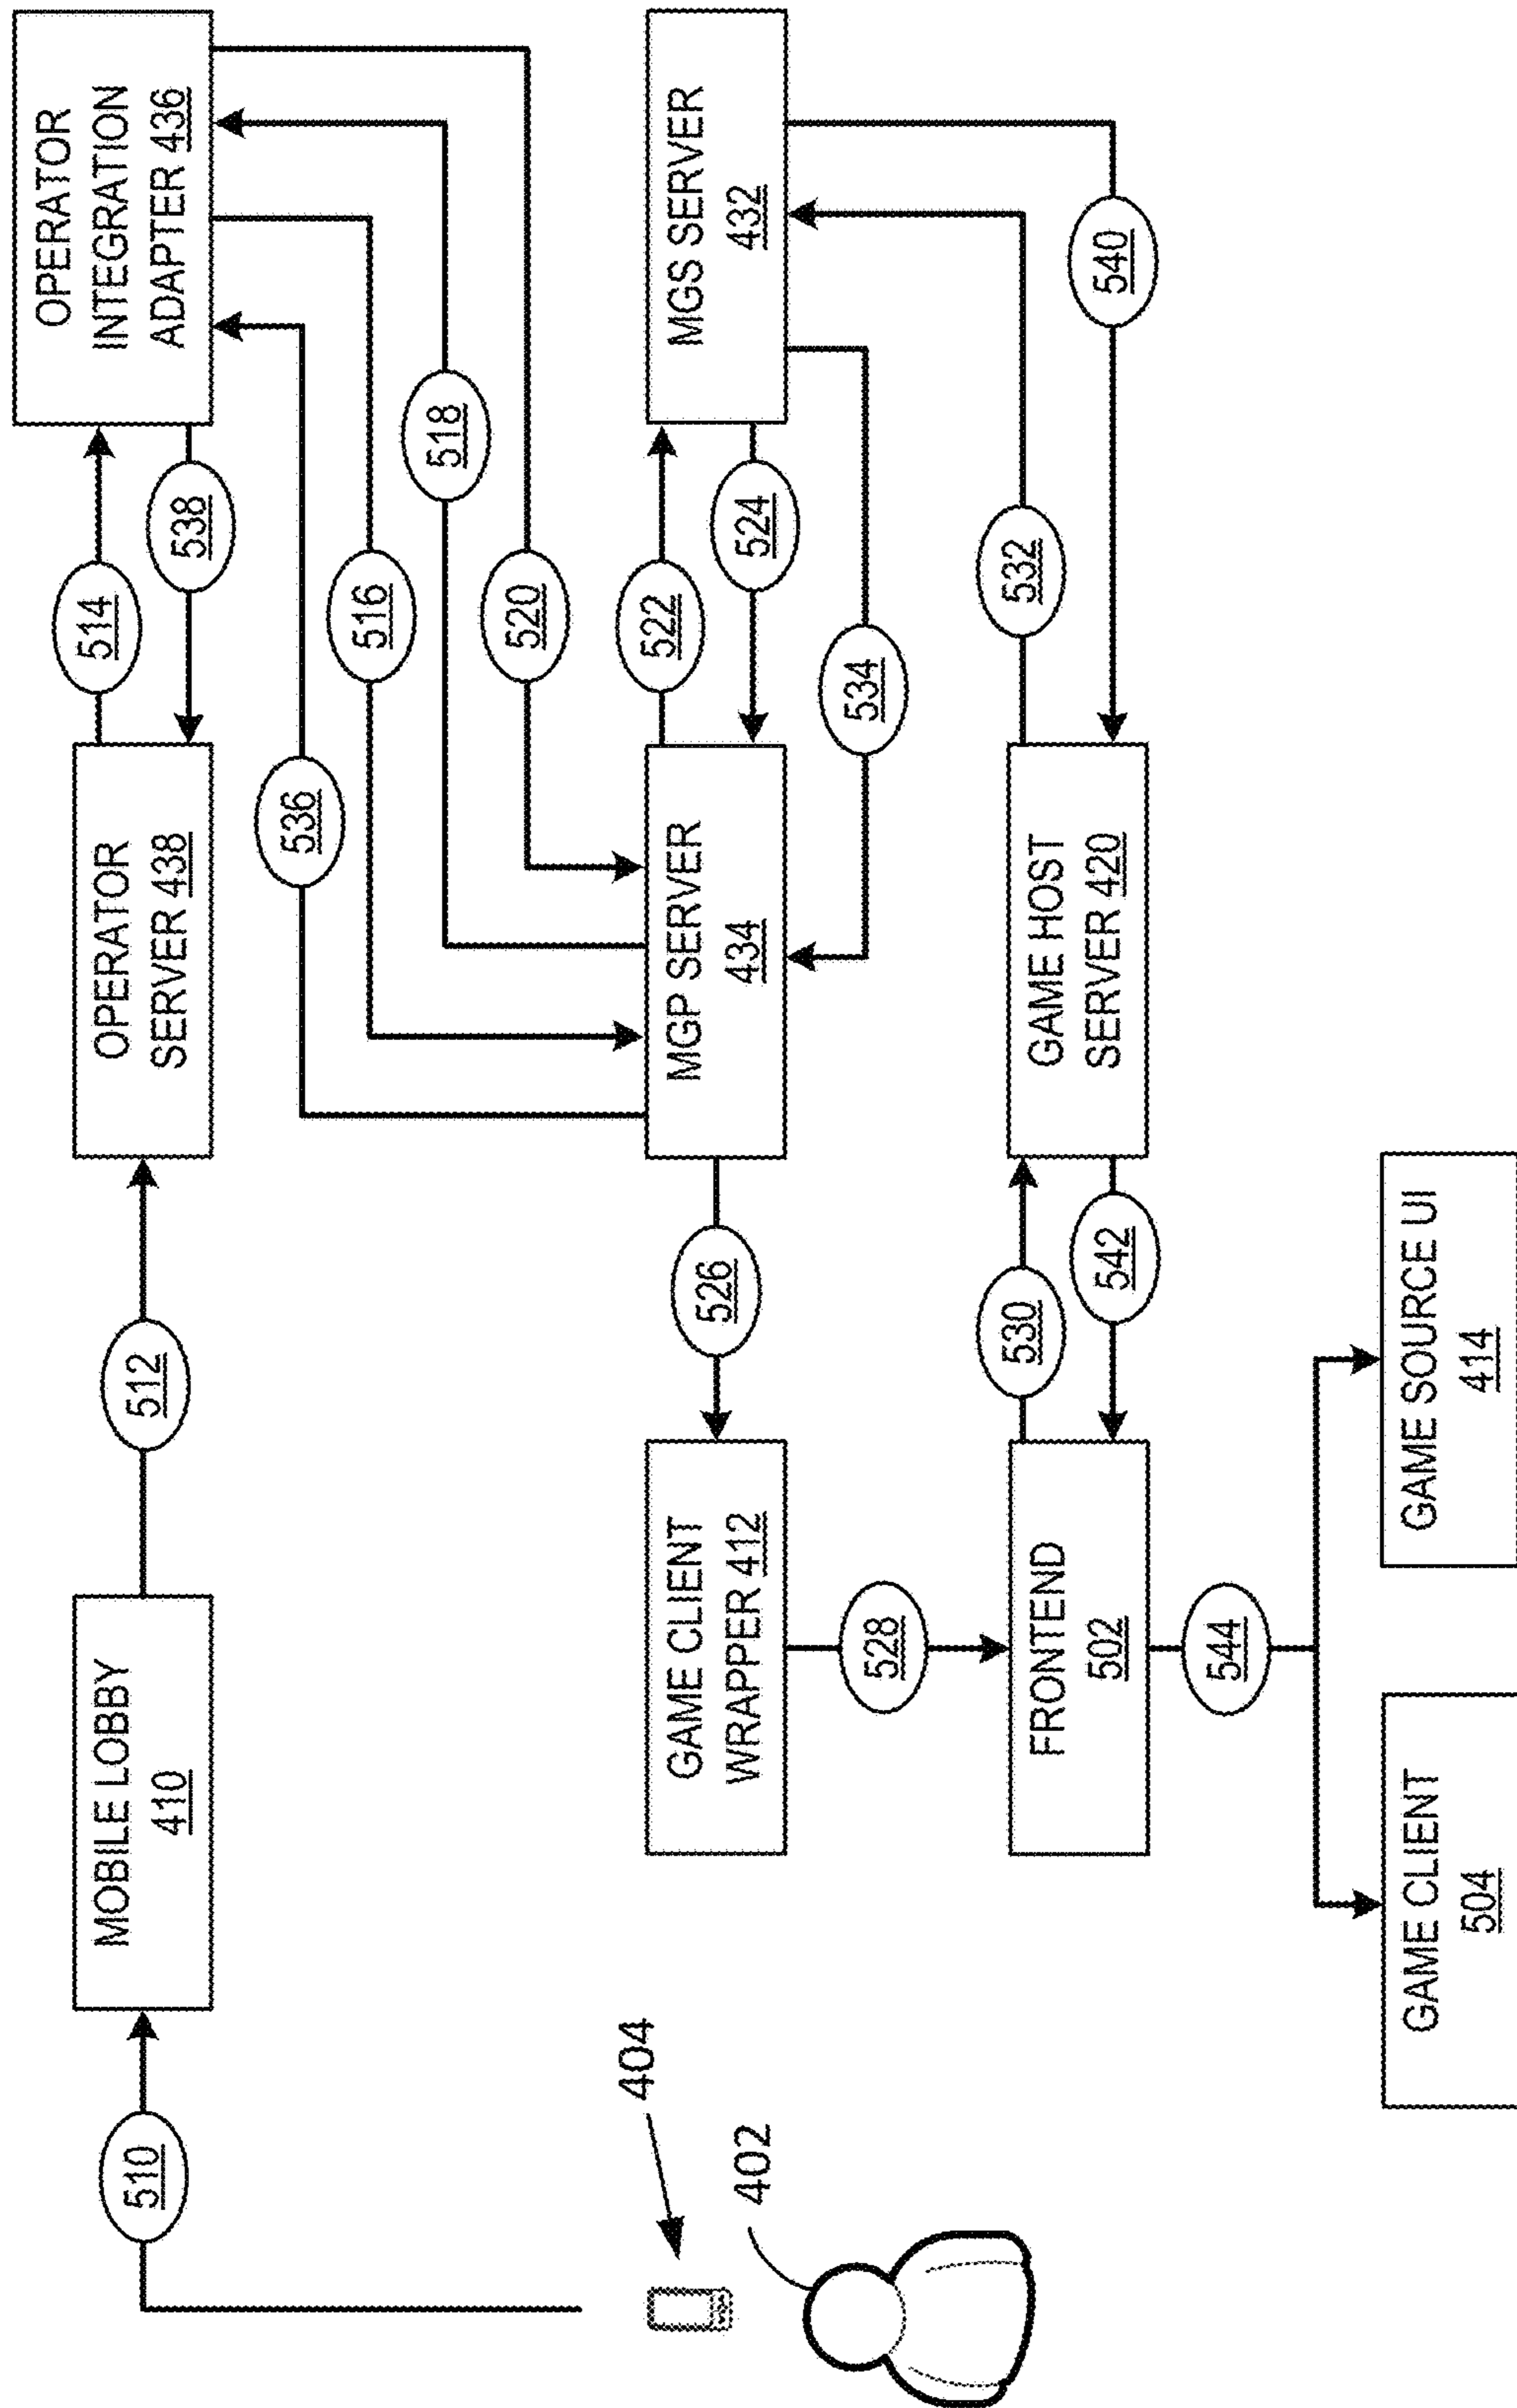 510
MOBILE LOBBY
410
512
OPERATOR
SERVER 438
514
538
OPERATOR
INTEGRATION
ADAPTER 436
536
516
518
520
404
402
GAME CLIENT
WRAPPER 412
526
MGP SERVER
434
522
524
534
MGS SERVER
432
528
FRONTEND
502
530
542
GAME HOST
SERVER 420
532
540
544
GAME CLIENT
504
GAME SOURCE UI
414